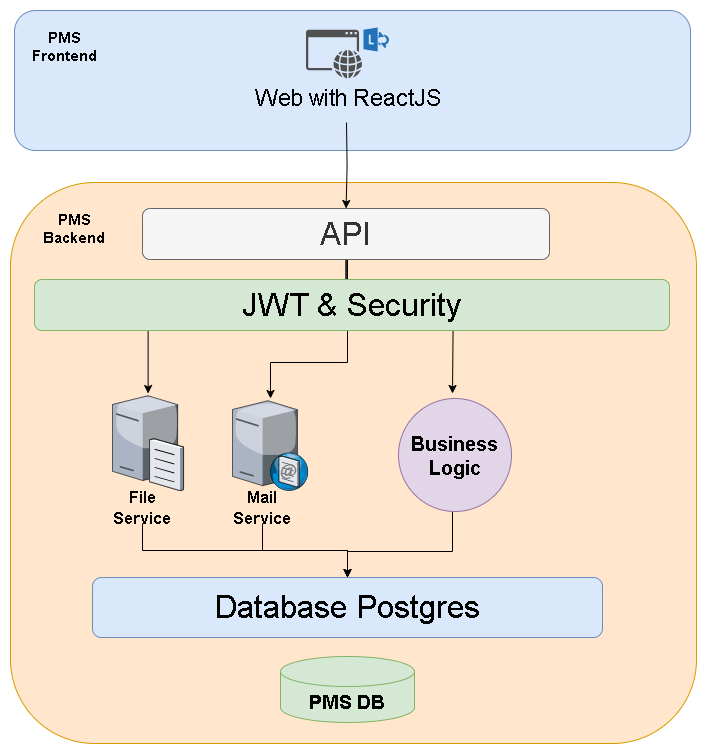 PMS
Frontend
Web with ReactJS
PMS
Backend
API
JWT & Security
File
Service
Mail
Service
Business
Logic
Database Postgres
PMS DB